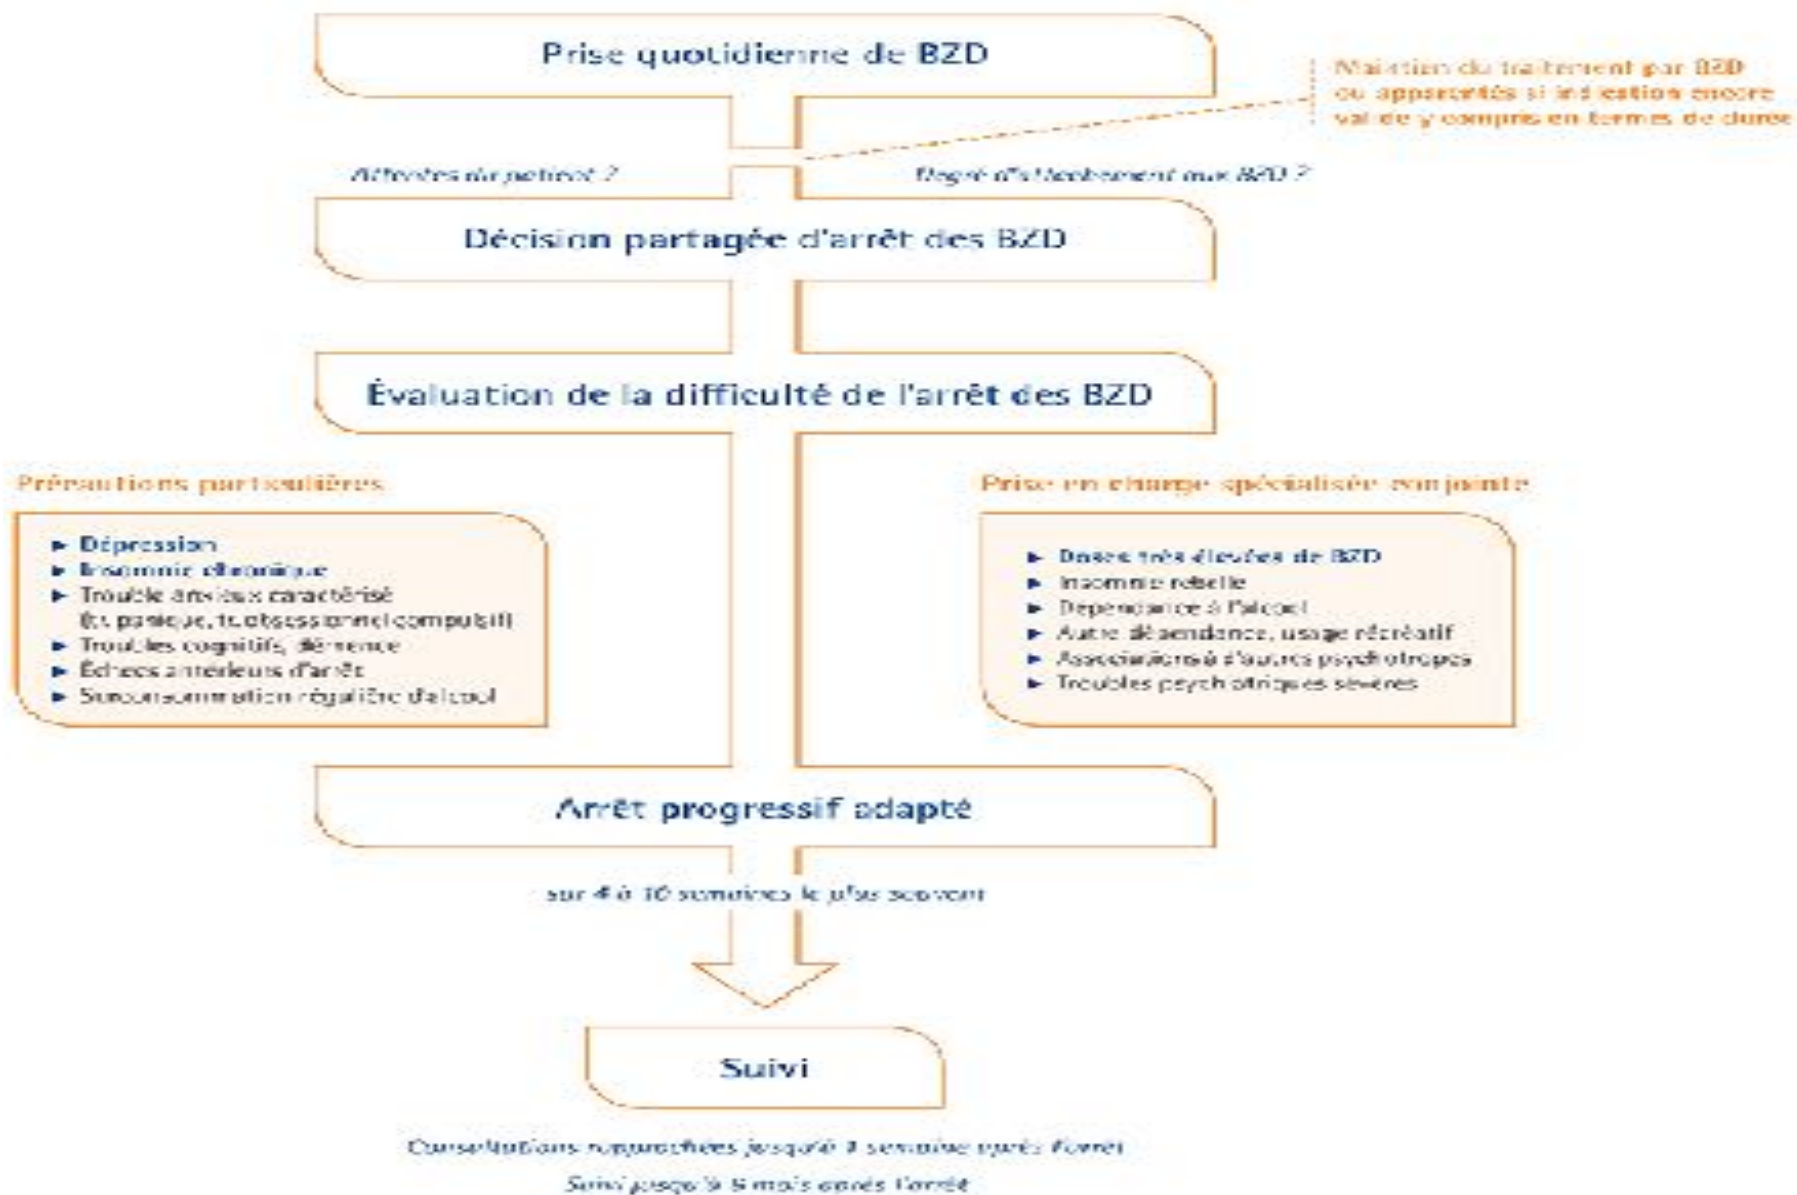 Prise quotidienne de BZD
Maintien du traitement par BZD
ou apparentés si indication encore
valide y compris en termes de durée
Attentes du patient ?
Degré d'attachement aux BZD ?
Décision partagée d'arrêt des BZD
Évaluation de la difficulté de l'arrêt des BZD
Précautions particulières
► Dépression
► Insomnie chronique
► Trouble anxieux caractérisé
(tr. panique, tr. obsessionnel compulsif)
► Troubles cognitifs, démence
► Échecs antérieurs d'arrêt
► Surconsommation régulière d'alcool
Prise en charge spécialisée conjointe
► Doses très élevées de BZD
► Insomnie rebelle
► Dépendance à l'alcool
► Autre dépendance, usage récréatif
► Associations à d'autres psychotropes
► Troubles psychiatriques sévères
Arrêt progressif adapté
sur 4 à 10 semaines le plus souvent
Suivi
Consultations rapprochées jusqu'à semaine après l'arrêt
Suivi jusqu'à mois après l'arrêt